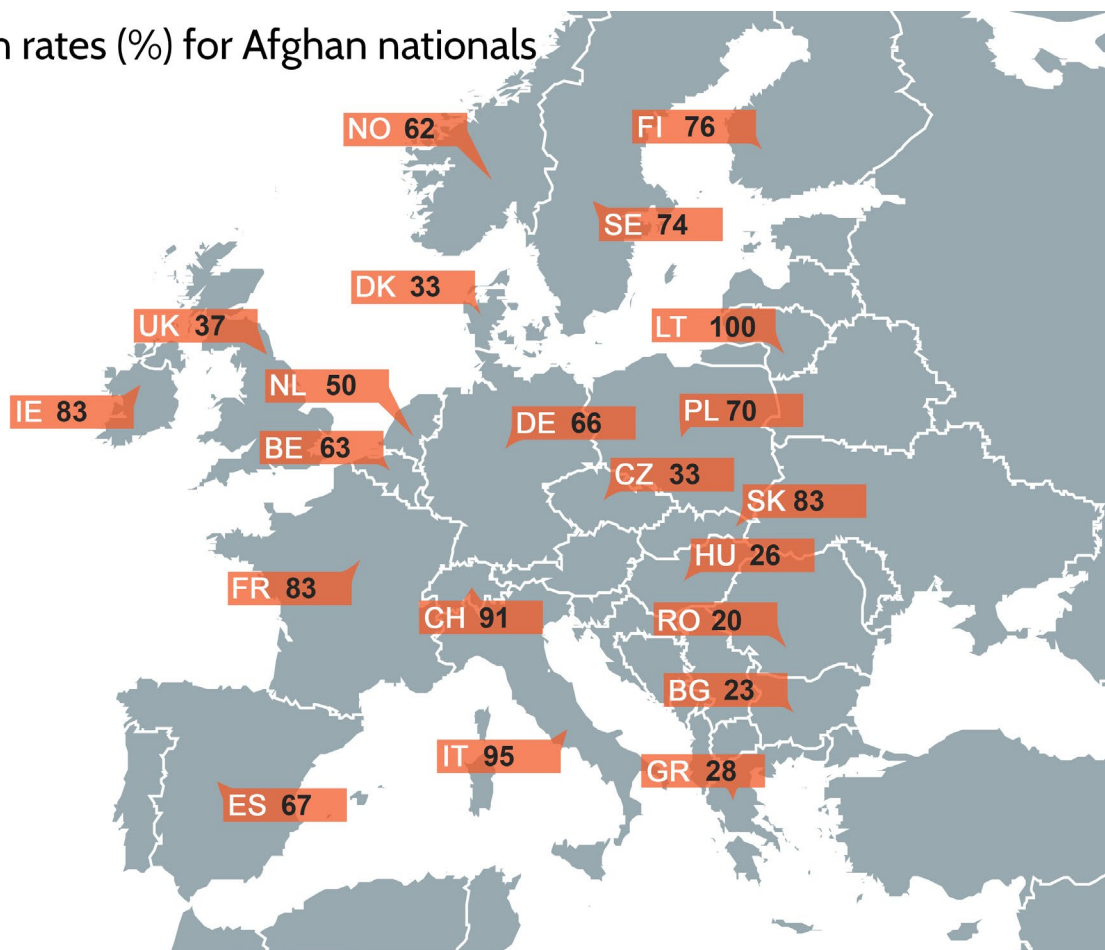 n rates (%) for Afghan nationals
NO 62
FI 76
SE 74
DK 33
UK 37
LT 100
NL 50
IE 83
PL 70
DE 66
BE 63
CZ 33
SK 83
HU 26
FR 83
CH 91
RO 20
BG 23
IT 95
GR 28
ES 67